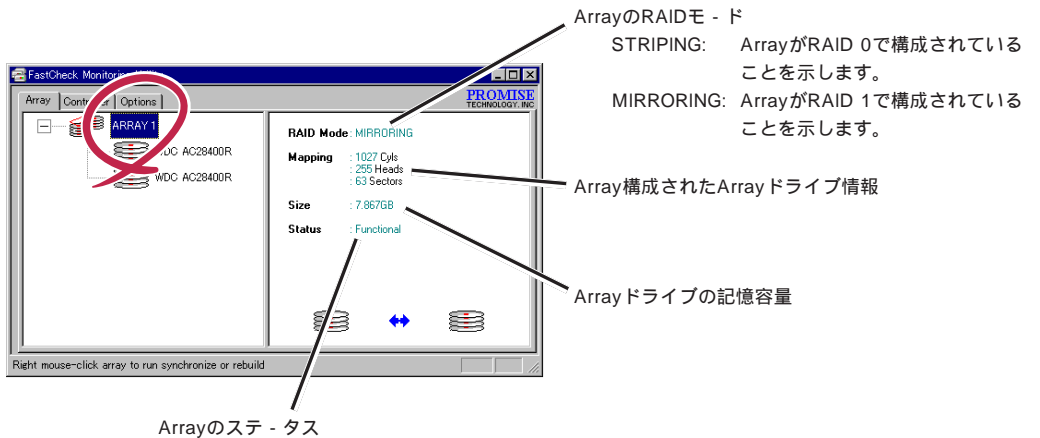 ArrayのRAIDモ - ド
STRIPING: ArrayがRAID 0で構成されている
ことを示します。
MIRRORING: ArrayがRAID 1で構成されている
ことを示します。
FastCheck Monitoring
Array
Options
PROMISE
TECHNOLOGY, INC
ARRAY 1
WDC AC28400R
WDC AC28400R
RAID Mode : MIRRORING
Mapping : 1027 Cyls
: 255 Heads
: 63 Sectors
Size : 7.867GB
Status : Functional
Array構成されたArrayドライブ情報
Arrayドライブの記憶容量
Right mouse-click array to run synchronize or rebuild
Arrayのステ - タス